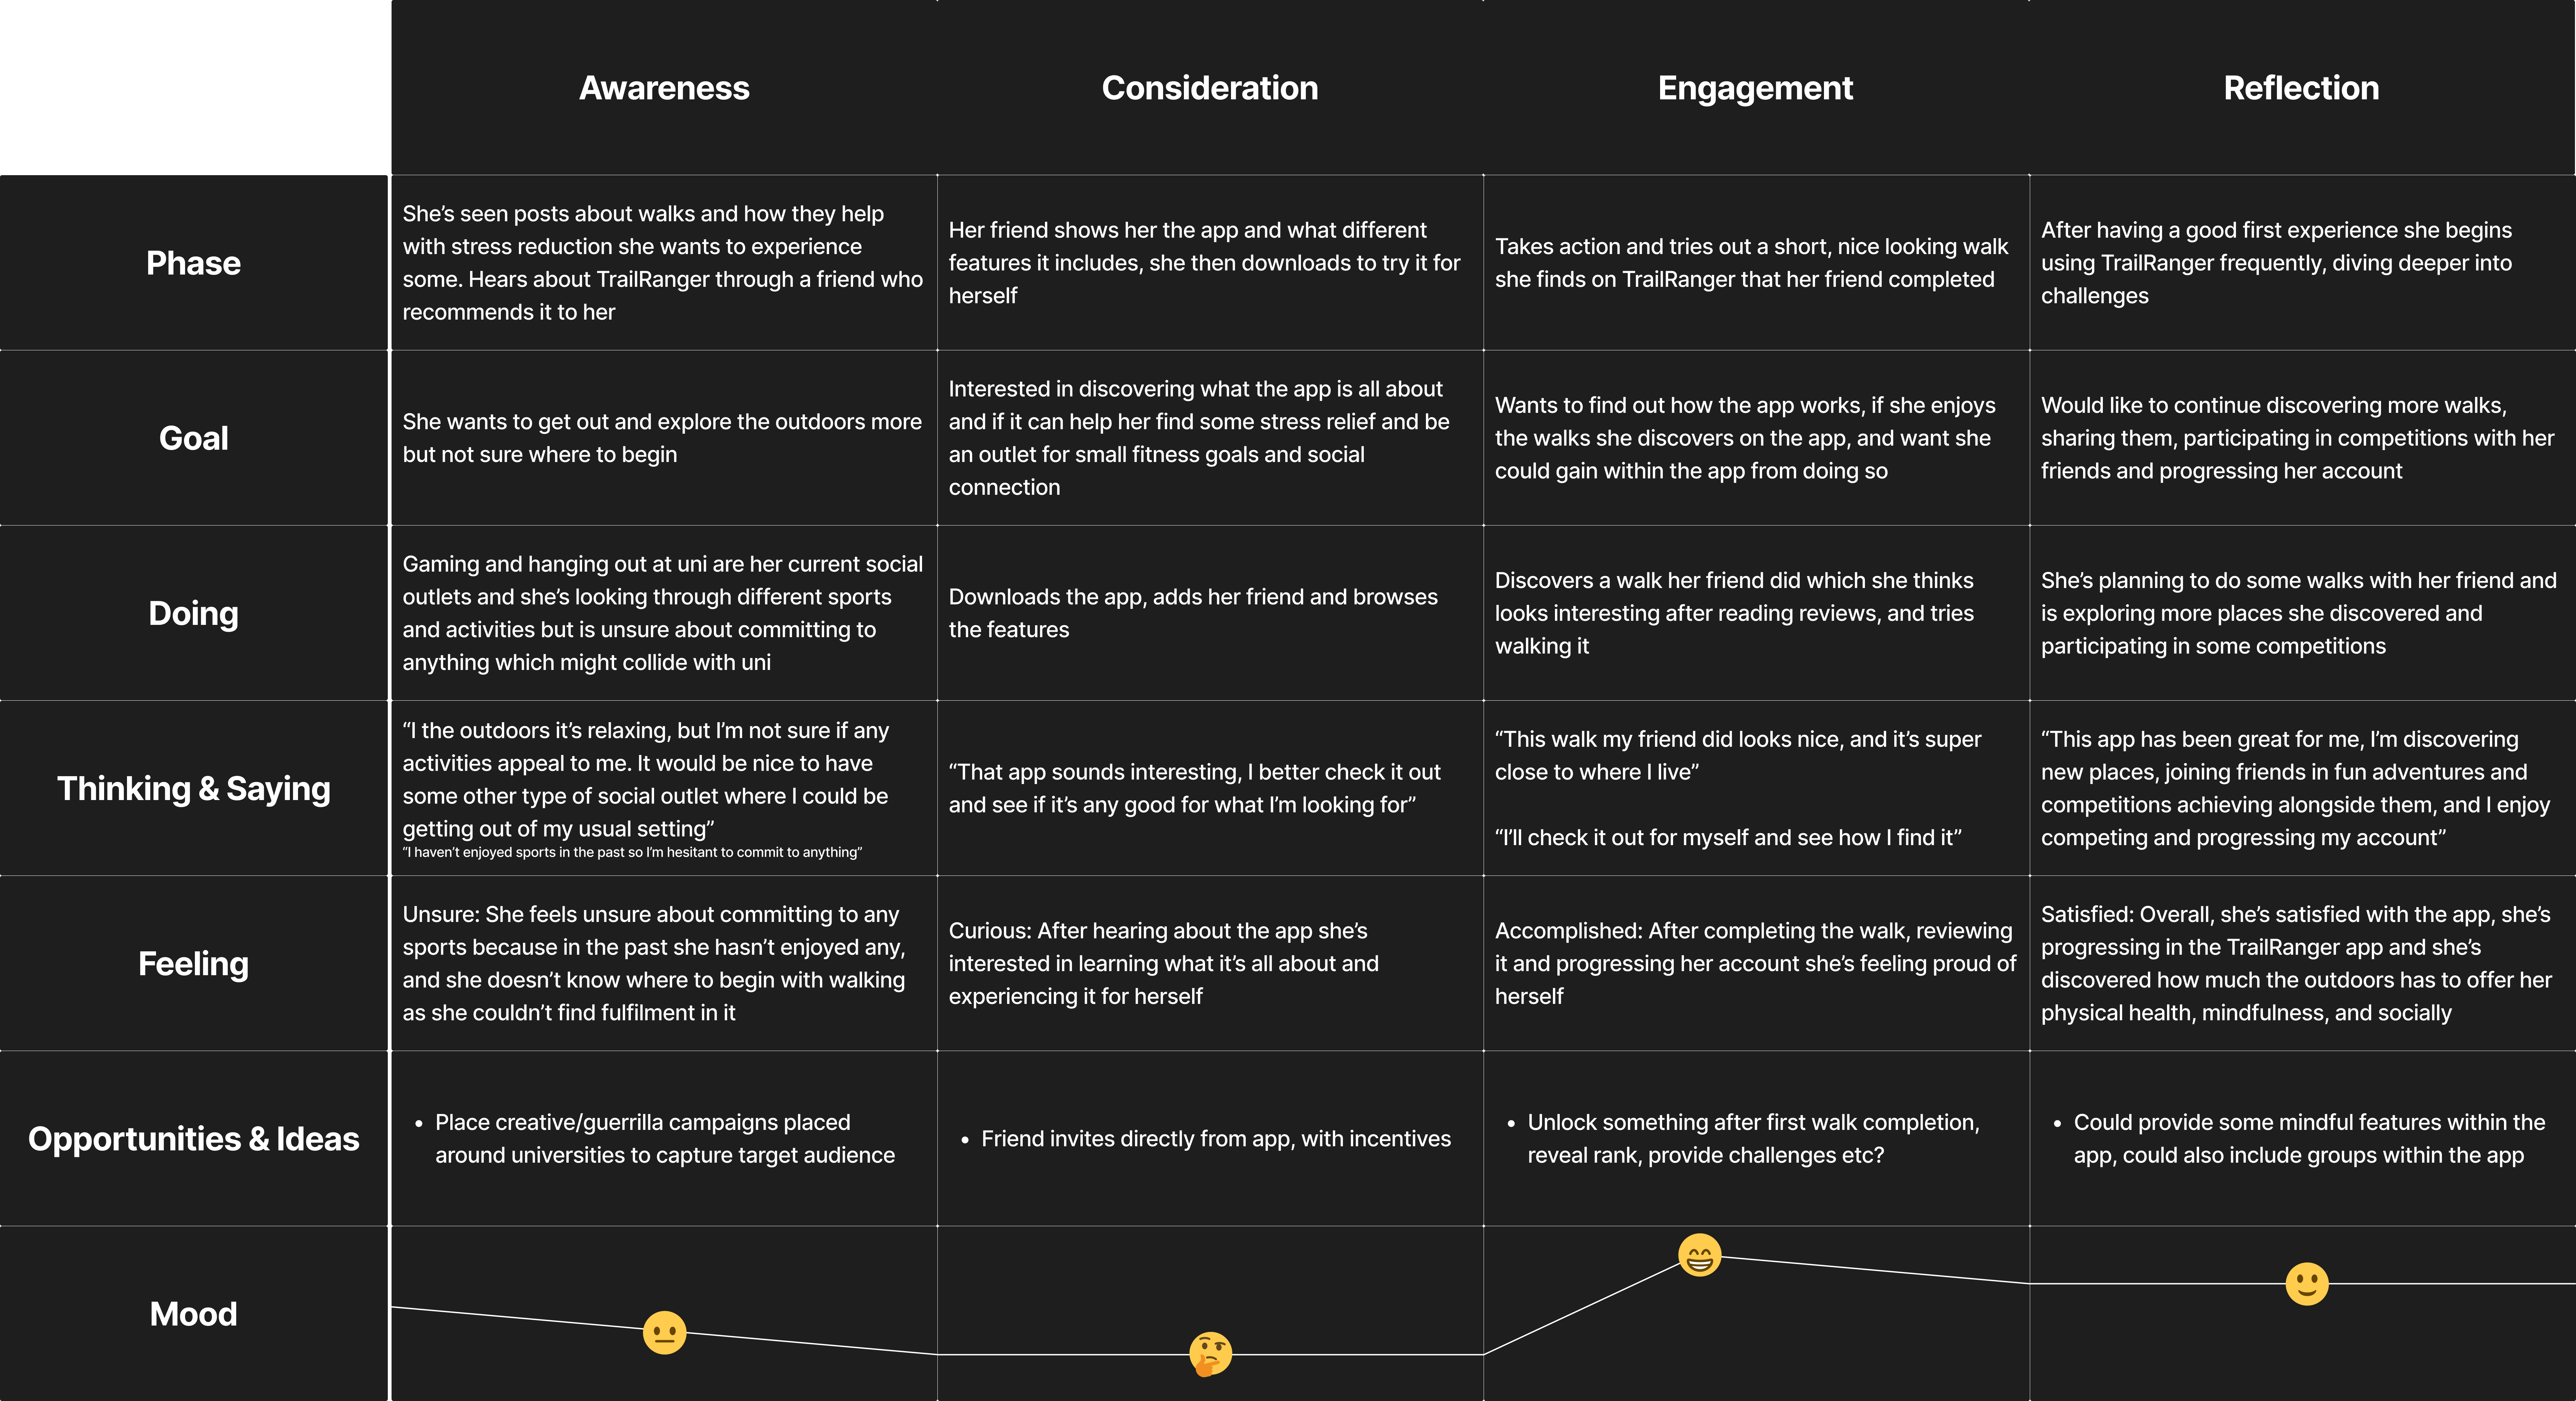 Awareness
Consideration
Engagement
Reflection
Phase
She’s seen posts about walks and how they help
with stress reduction she wants to experience
some. Hears about TrailRanger through a friend who
recommends it to her
Her friend shows her the app and what different
features it includes, she then downloads to try it for
herself
Takes action and tries out a short, nice looking walk
she finds on TrailRanger that her friend completed
After having a good first experience she begins
using TrailRanger frequently, diving deeper into
challenges
Goal
She wants to get out and explore the outdoors more
but not sure where to begin
Interested in discovering what the app is all about
and if it can help her find some stress relief and be
an outlet for small fitness goals and social
connection
Wants to find out how the app works, if she enjoys
the walks she discovers on the app, and want she
could gain within the app from doing so
Would like to continue discovering more walks,
sharing them, participating in competitions with her
friends and progressing her account
Doing
Gaming and hanging out at uni are her current social
outlets and she’s looking through different sports
and activities but is unsure about committing to
anything which might collide with uni
Downloads the app, adds her friend and browses
the features
Discovers a walk her friend did which she thinks
looks interesting after reading reviews, and tries
walking it
She’s planning to do some walks with her friend and
is exploring more places she discovered and
participating in some competitions
Thinking & Saying
“I the outdoors it’s relaxing, but I’m not sure if any
activities appeal to me. It would be nice to have
some other type of social outlet where I could be
getting out of my usual setting”
“I haven’t enjoyed sports in the past so I’m hesitant to commit to anything”
“That app sounds interesting, I better check it out
and see if it’s any good for what I’m looking for”
“This walk my friend did looks nice, and it’s super
close to where I live”
“I’ll check it out for myself and see how I find it”
“This app has been great for me, I’m discovering
new places, joining friends in fun adventures and
competitions achieving alongside them, and I enjoy
competing and progressing my account”
Feeling
Unsure: She feels unsure about committing to any
sports because in the past she hasn’t enjoyed any,
and she doesn’t know where to begin with walking
as she couldn’t find fulfilment in it
Curious: After hearing about the app she’s
interested in learning what it’s all about and
experiencing it for herself
Accomplished: After completing the walk, reviewing
it and progressing her account she’s feeling proud of
herself
Satisfied: Overall, she’s satisfied with the app, she’s
progressing in the TrailRanger app and she’s
discovered how much the outdoors has to offer her
physical health, mindfulness, and socially
Opportunities & Ideas
• Place creative/guerrilla campaigns placed
around universities to capture target audience
• Friend invites directly from app, with incentives
• Unlock something after first walk completion,
reveal rank, provide challenges etc?
• Could provide some mindful features within the
app, could also include groups within the app
Mood